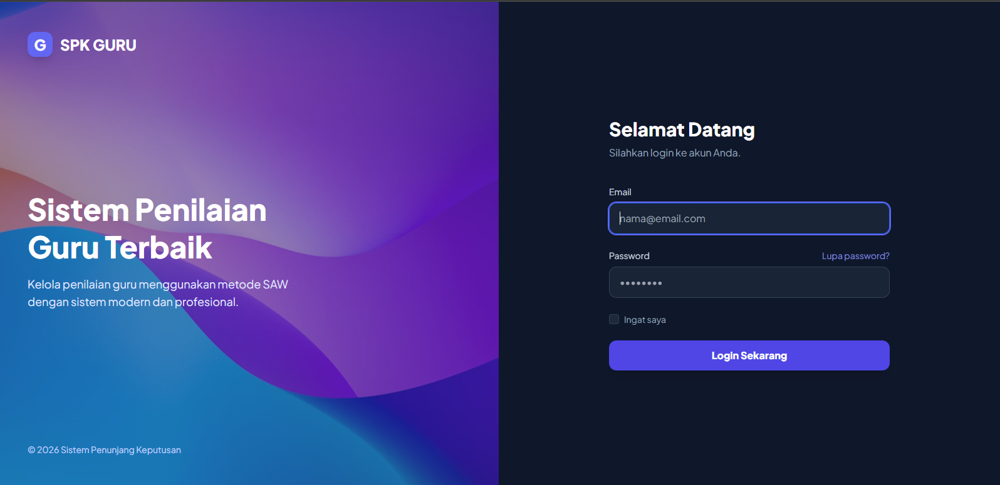 G SPK GURU
Sistem Penilaian
Guru Terbaik
Kelola penilaian guru menggunakan metode SAW
dengan sistem modern dan profesional.
© 2026 Sistem Penunjang Keputusan
Selamat Datang
Silahkan login ke akun Anda.
Email
nama@email.com
Password Lupa password?
••••••••
Ingat saya
Login Sekarang